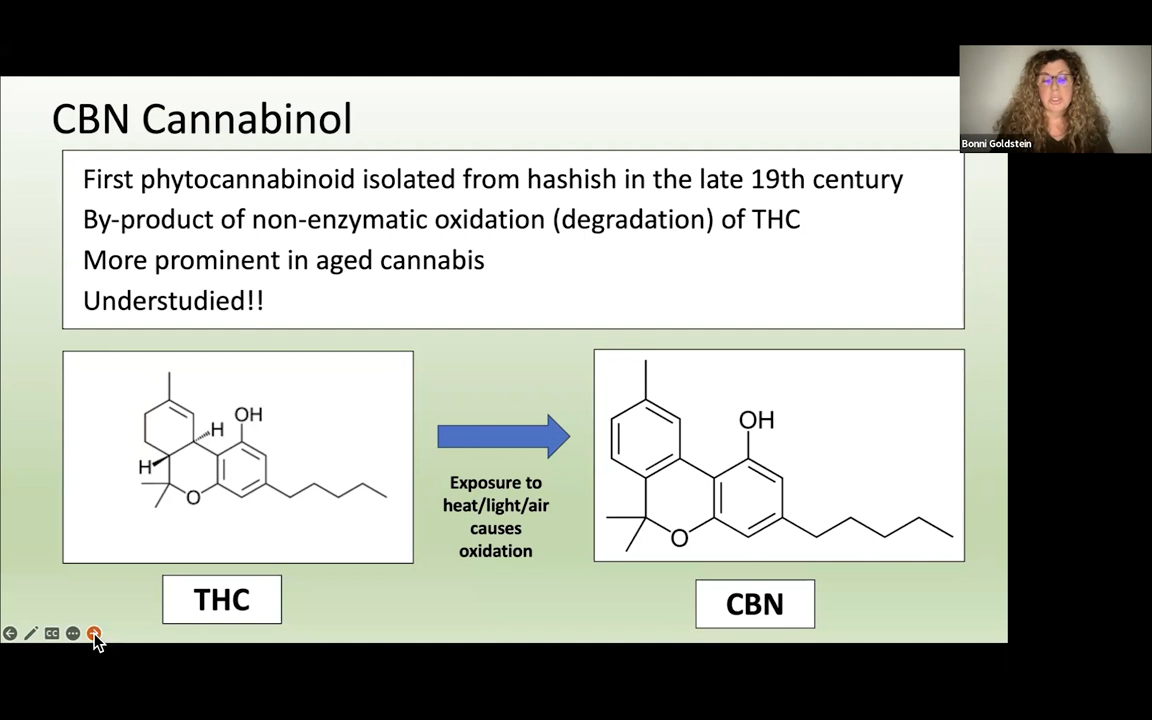 CBN Cannabinol
Bonni Goldstein
First phytocannabinoid isolated from hashish in the late 19th century
By-product of non-enzymatic oxidation (degradation) of THC
More prominent in aged cannabis
Understudied!!
OH
H
H
O
Exposure to
heat/light/air
causes
oxidation
OH
O
THC
CBN
CC